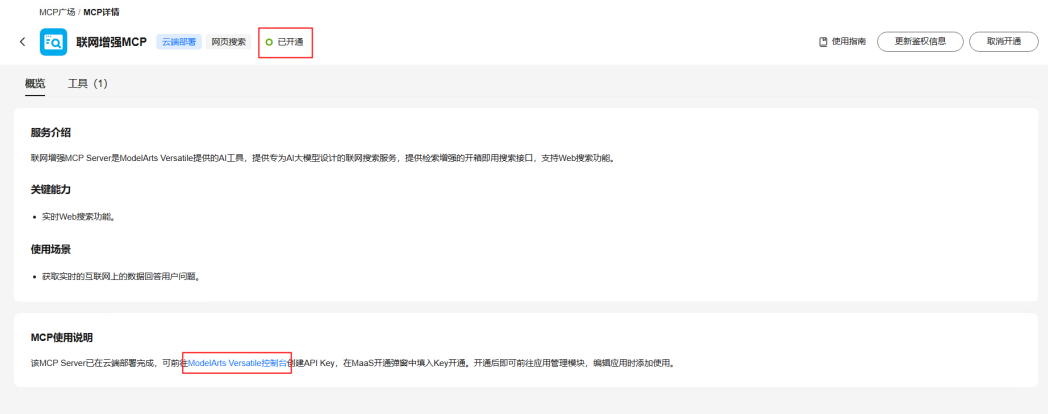 MCP广场 / MCP详情
联网增强MCP 云端部署 网页搜索 已开通 使用指南 更新鉴权信息 取消开通
概览 工具（1）
服务介绍
联网增强MCP Server是ModelArts Versatile提供的AI工具，提供专为AI大模型设计的联网搜索服务，提供检索增强的开箱即用搜索接口，支持Web搜索功能。
关键能力
• 实时Web搜索功能。
使用场景
• 获取实时的互联网上的数据回答用户问题。
MCP使用说明
该MCP Server已在云端部署完成，可前往ModelArts Versatile控制台创建API Key，在MaaS开通弹窗中填入Key开通。开通后即可前往应用管理模块，编辑应用时添加使用。